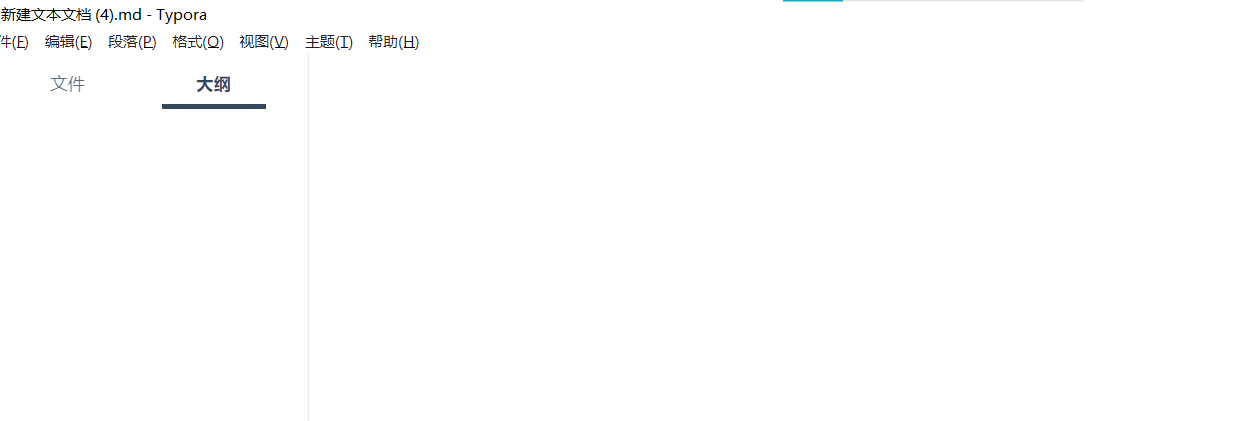 新建文本文档 (4).md - Typora
件(F) 编辑(E) 段落(P) 格式(O) 视图(V) 主题(T) 帮助(H)
文件 大纲